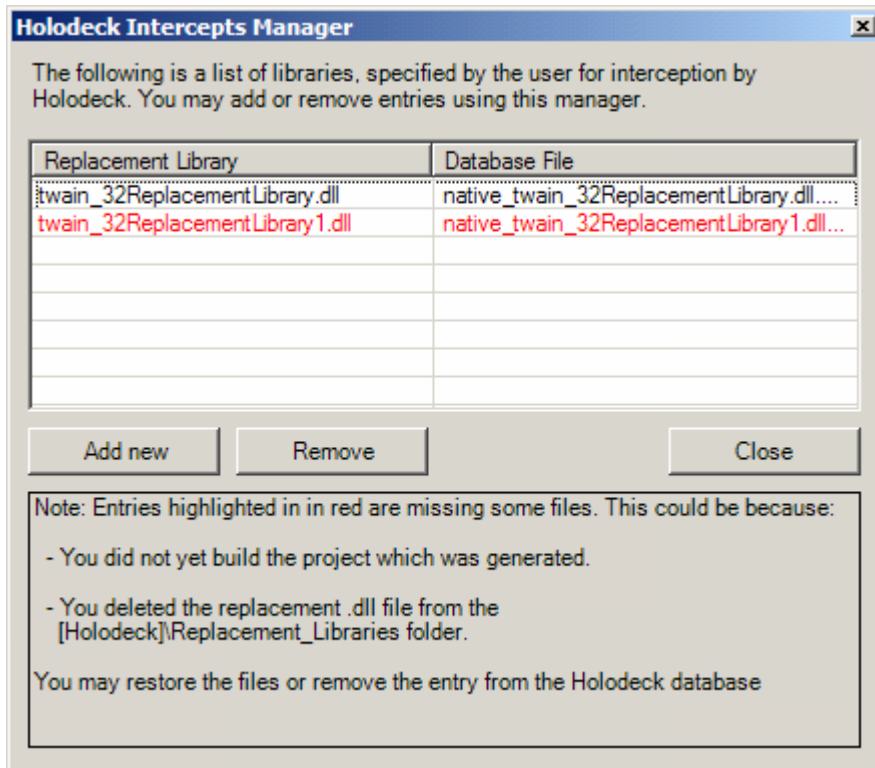 Holodeck Intercepts Manager
The following is a list of libraries, specified by the user for interception by
Holodeck. You may add or remove entries using this manager.
Replacement Library Database File
twain_32ReplacementLibrary.dll native_twain_32ReplacementLibrary.dll....
twain_32ReplacementLibrary1.dll native_twain_32ReplacementLibrary1.dll...
Add new Remove Close
Note: Entries highlighted in in red are missing some files. This could be because:
- You did not yet build the project which was generated.
- You deleted the replacement .dll file from the
[Holodeck]\Replacement_Libraries folder.
You may restore the files or remove the entry from the Holodeck database